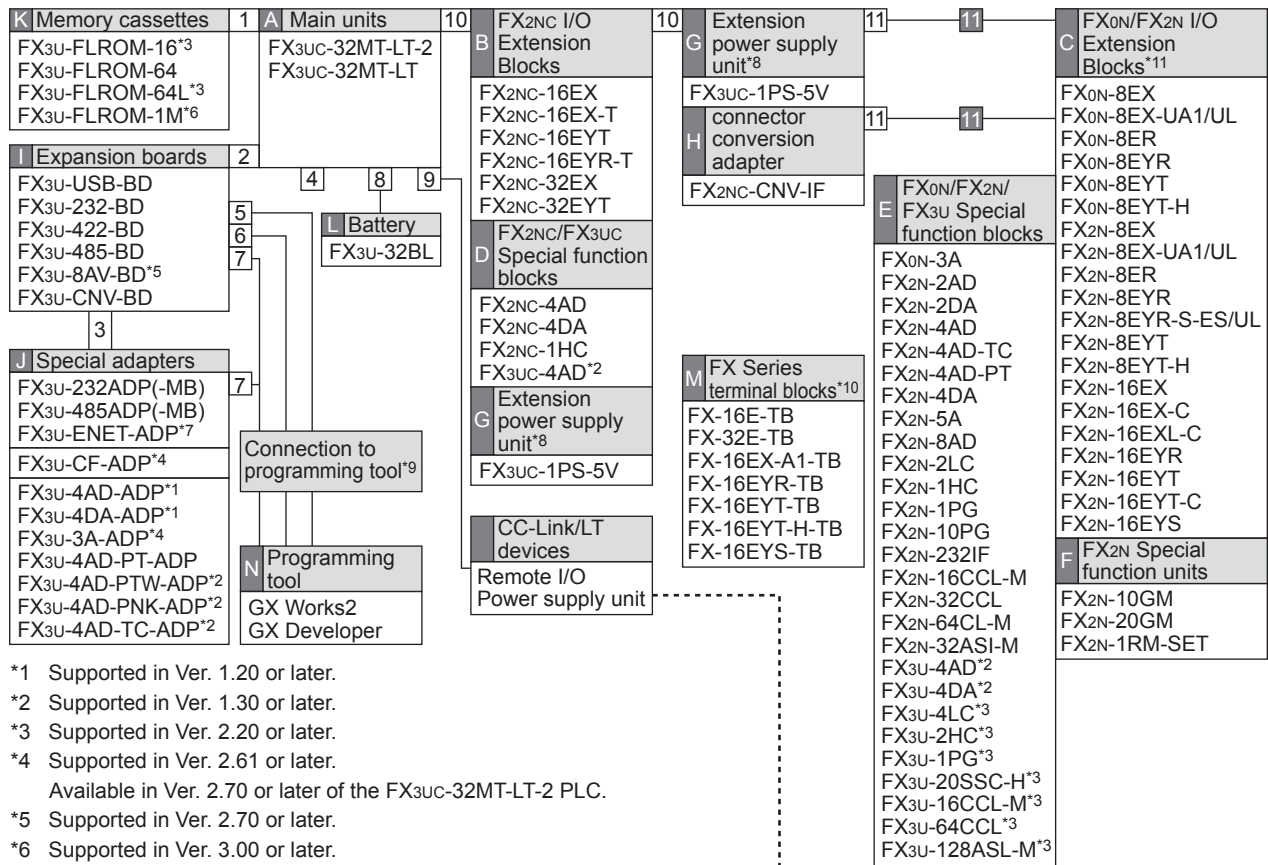 K Memory cassettes
FX3U-FLROM-16*3
FX3U-FLROM-64
FX3U-FLROM-64L*3
FX3U-FLROM-1M*6
1
A Main units
FX3UC-32MT-LT-2
FX3UC-32MT-LT
10
B FX2NC I/O
Extension
Blocks
FX2NC-16EX
FX2NC-16EX-T
FX2NC-16EYT
FX2NC-16EYR-T
FX2NC-32EX
FX2NC-32EYT
D FX2NC/FX3UC
Special function
blocks
FX2NC-4AD
FX2NC-4DA
FX2NC-1HC
FX3UC-4AD*2
G Extension
power supply
unit*8
FX3UC-1PS-5V
10
G Extension
power supply
unit*8
FX3UC-1PS-5V
H connector
conversion
adapter
FX2NC-CNV-IF
11
11
11
11
C FX0N/FX2N I/O
Extension
Blocks*11
FX0N-8EX
FX0N-8EX-UA1/UL
FX0N-8ER
FX0N-8EYR
FX0N-8EYT
FX0N-8EYT-H
FX2N-8EX
FX2N-8EX-UA1/UL
FX2N-8ER
FX2N-8EYR
FX2N-8EYR-S-ES/UL
FX2N-8EYT
FX2N-8EYT-H
FX2N-16EX
FX2N-16EX-C
FX2N-16EXL-C
FX2N-16EYR
FX2N-16EYT
FX2N-16EYT-C
FX2N-16EYS
F FX2N Special
function units
FX2N-10GM
FX2N-20GM
FX2N-1RM-SET
I Expansion boards
FX3U-USB-BD
FX3U-232-BD
FX3U-422-BD
FX3U-485-BD
FX3U-8AV-BD*5
FX3U-CNV-BD
2
4
8
9
5
6
7
L Battery
FX3U-32BL
3
J Special adapters
FX3U-232ADP(-MB)
FX3U-485ADP(-MB)
FX3U-ENET-ADP*7
FX3U-CF-ADP*4
FX3U-4AD-ADP*1
FX3U-4DA-ADP*1
FX3U-3A-ADP*4
FX3U-4AD-PT-ADP
FX3U-4AD-PTW-ADP*2
FX3U-4AD-PNK-ADP*2
FX3U-4AD-TC-ADP*2
7
Connection to
programming tool*9
N Programming
tool
GX Works2
GX Developer
CC-Link/LT
devices
Remote I/O
Power supply unit
M FX Series
terminal blocks*10
FX-16E-TB
FX-32E-TB
FX-16EX-A1-TB
FX-16EYR-TB
FX-16EYT-TB
FX-16EYT-H-TB
FX-16EYS-TB
E FX0N/FX2N/
FX3U Special
function blocks
FX0N-3A
FX2N-2AD
FX2N-2DA
FX2N-4AD
FX2N-4AD-TC
FX2N-4AD-PT
FX2N-4DA
FX2N-5A
FX2N-8AD
FX2N-2LC
FX2N-1HC
FX2N-1PG
FX2N-10PG
FX2N-232IF
FX2N-16CCL-M
FX2N-32CCL
FX2N-64CL-M
FX2N-32ASI-M
FX3U-4AD*2
FX3U-4DA*2
FX3U-4LC*3
FX3U-2HC*3
FX3U-1PG*3
FX3U-20SSC-H*3
FX3U-16CCL-M*3
FX3U-64CCL*3
FX3U-128ASL-M*3
*1 Supported in Ver. 1.20 or later.
*2 Supported in Ver. 1.30 or later.
*3 Supported in Ver. 2.20 or later.
*4 Supported in Ver. 2.61 or later.
Available in Ver. 2.70 or later of the FX3UC-32MT-LT-2 PLC.
*5 Supported in Ver. 2.70 or later.
*6 Supported in Ver. 3.00 or later.